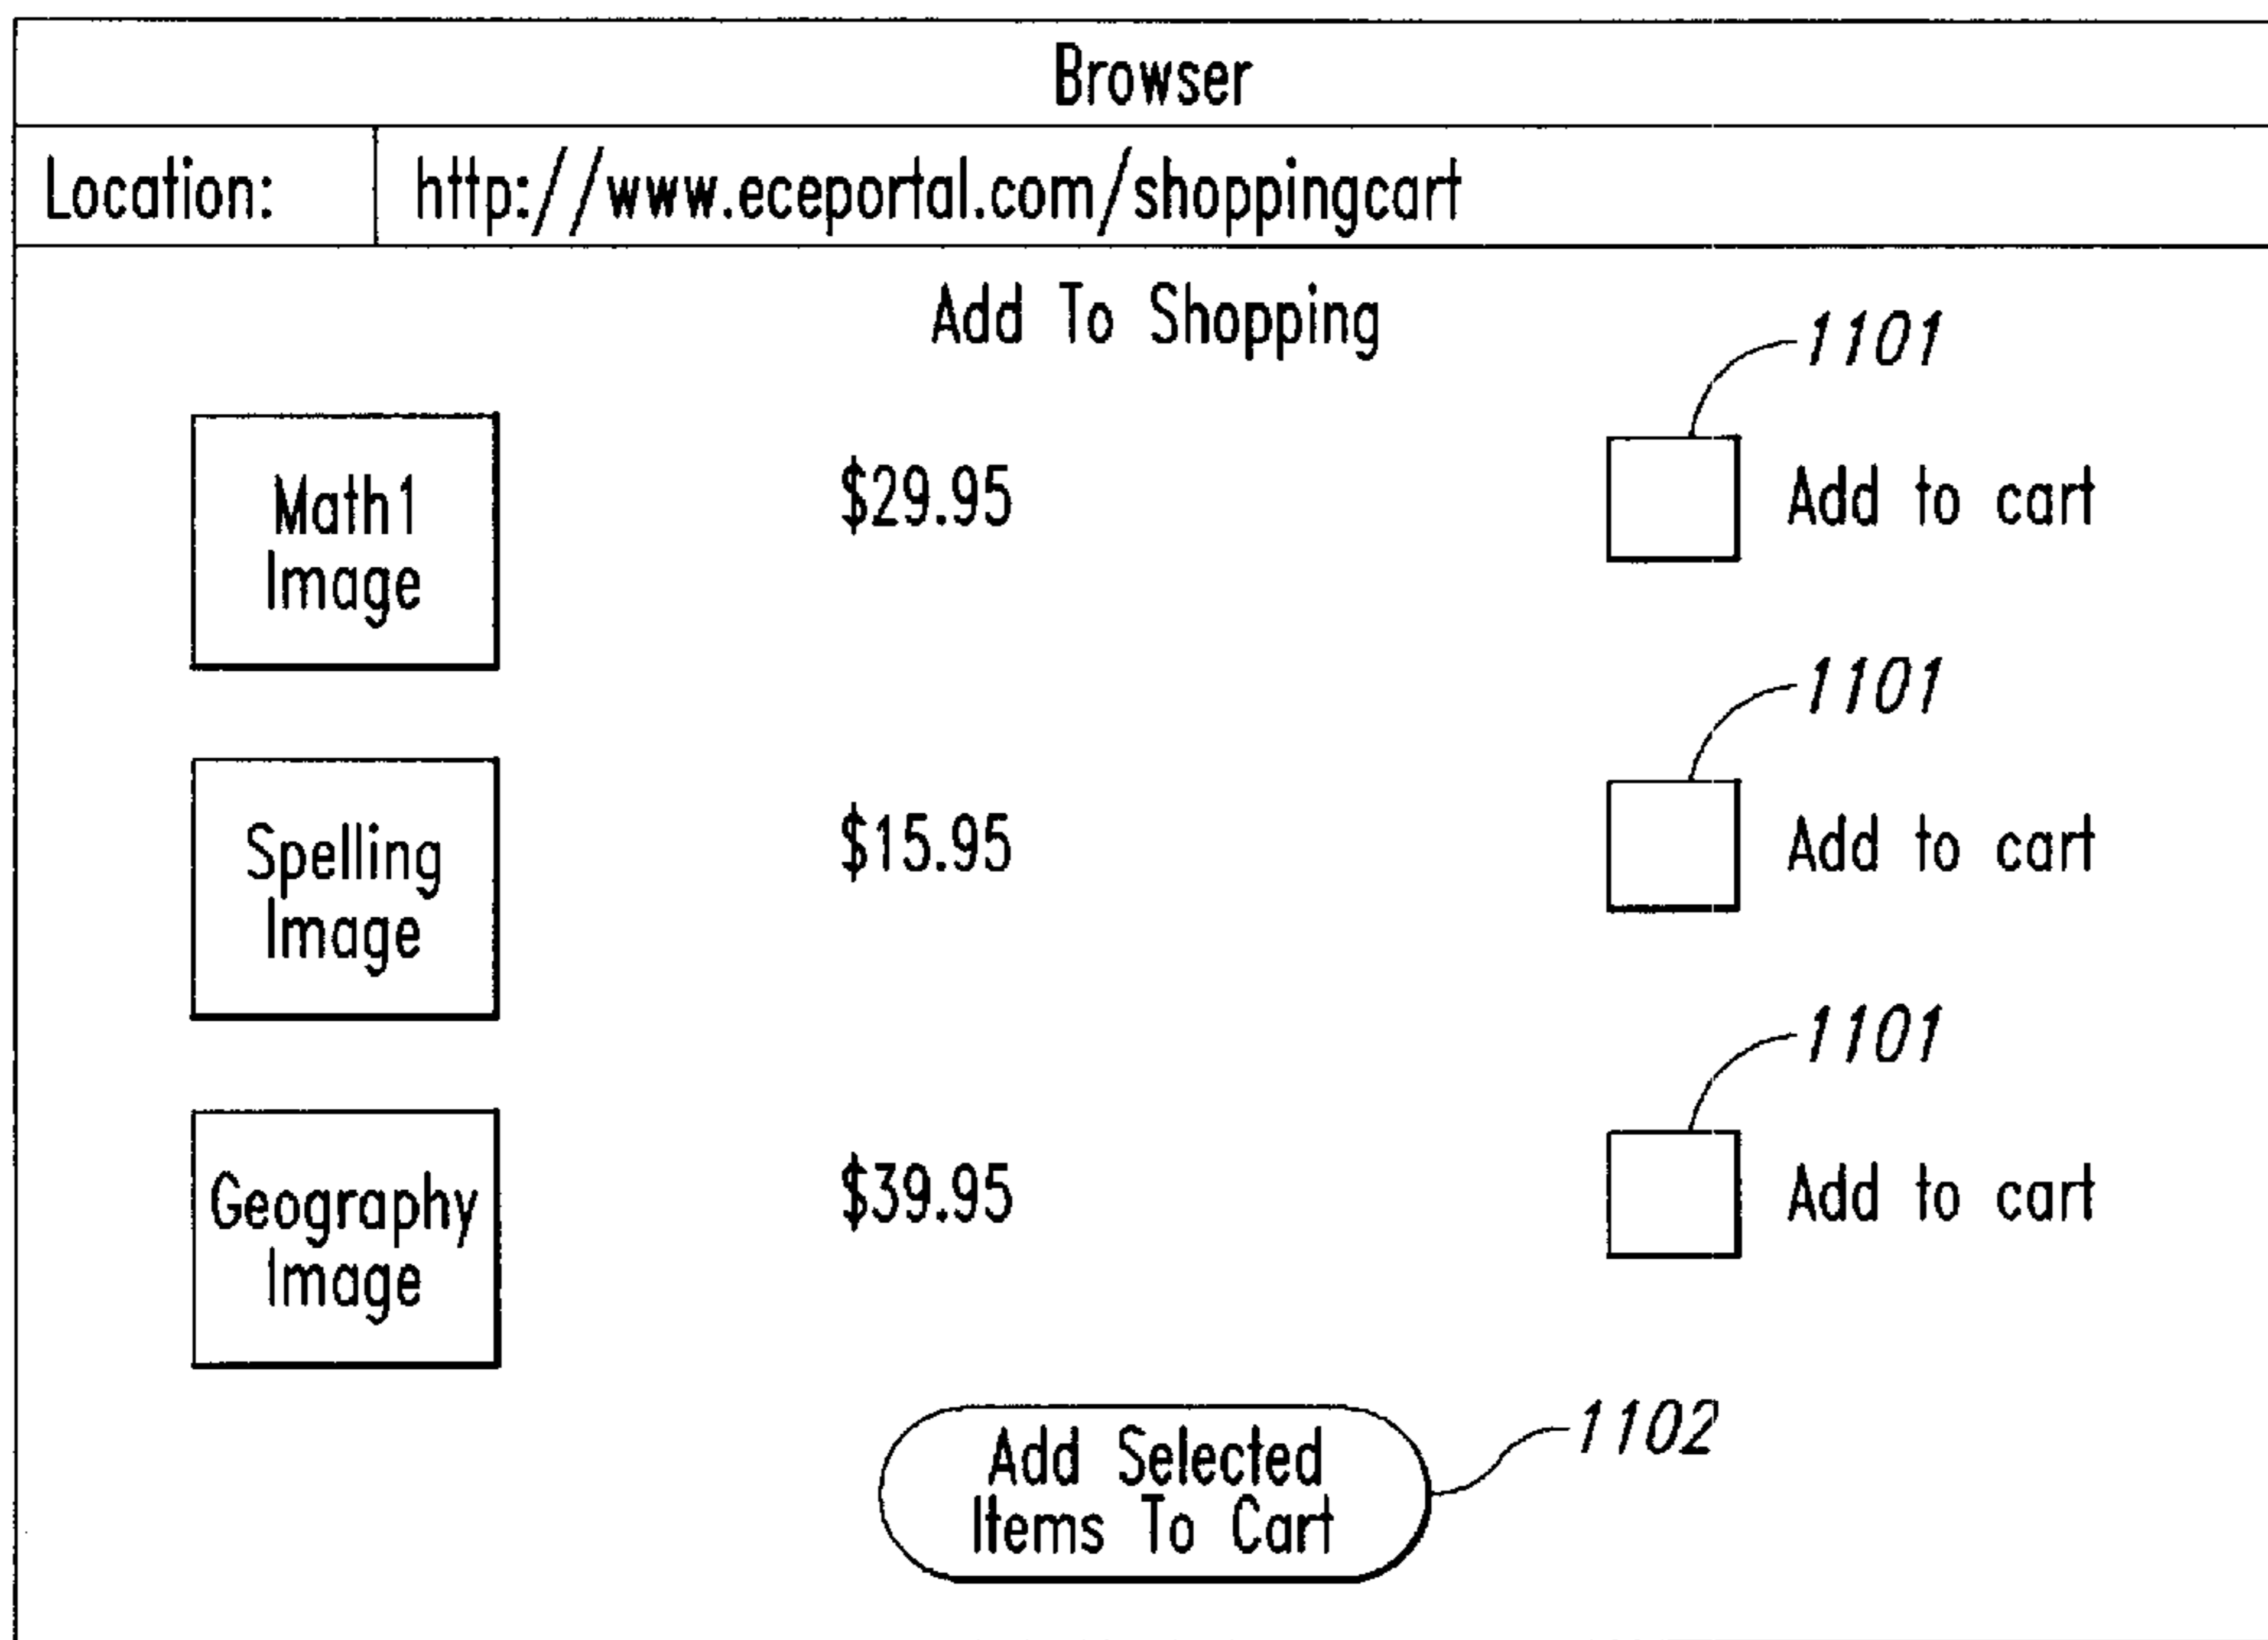 Browser
Location: http://www.eceportal.com/shoppingcart
Add To Shopping
1101
Math1
Image
$29.95
Add to cart
1101
Spelling
Image
$15.95
Add to cart
1101
Geography
Image
$39.95
Add to cart
Add Selected
Items To Cart
1102